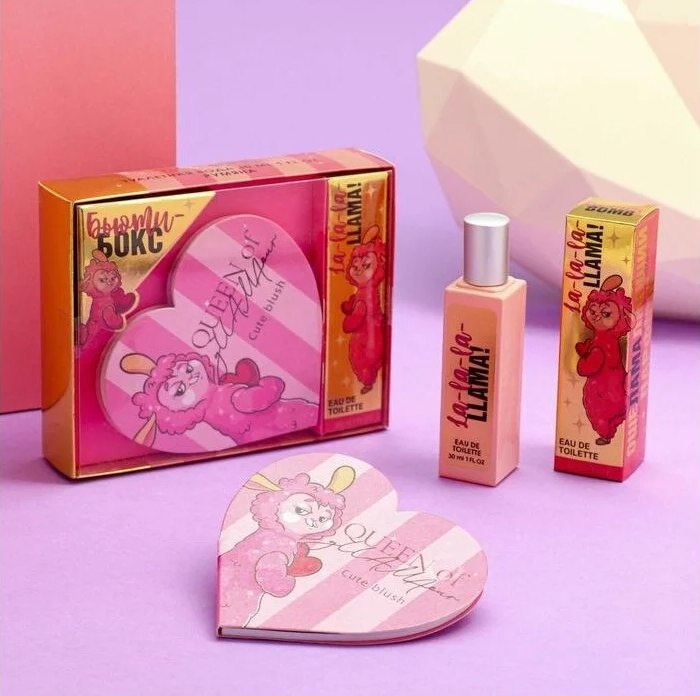 Бьюти-
БОКС
QUEEN OF
Cute blush
La-la-la-
LLAMA!
EAU DE
TOILETTE
La-la-la-
LLAMA!
EAU DE
TOILETTE
30 ml 1 FL OZ
La-la-la-
LLAMA!
EAU DE
TOILETTE
QUEEN OF
Cute blush